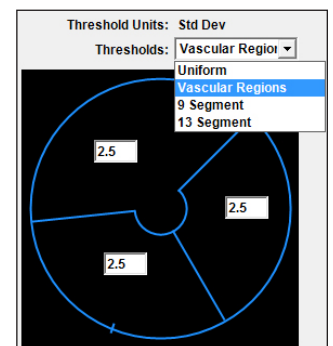 Threshold Units: Std Dev
Thresholds: Vascular Region
Uniform
Vascular Regions
9 Segment
13 Segment
2.5
2.5
2.5